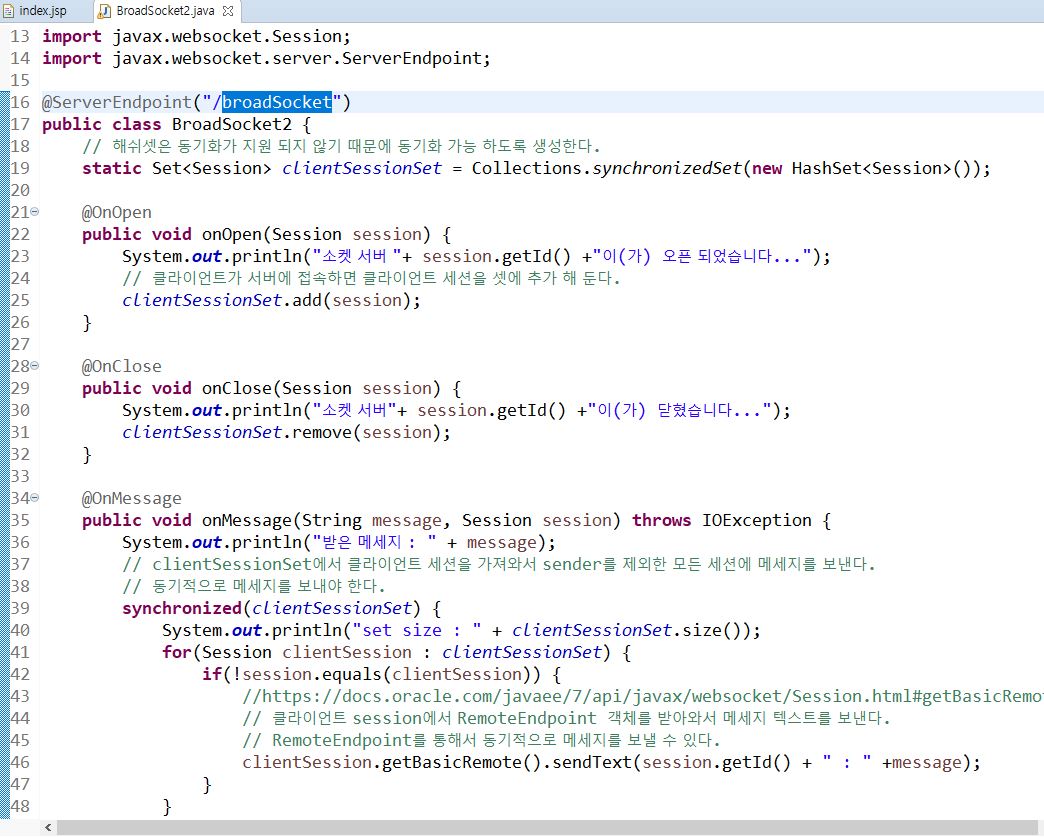 index.jsp BroadSocket2.java
13 import javax.websocket.Session;
14 import javax.websocket.server.ServerEndpoint;
15
16 @ServerEndpoint("/broadSocket")
17 public class BroadSocket2 {
18 // 해쉬셋은 동기화가 지원 되지 않기 때문에 동기화 가능 하도록 생성한다.
19 static Set<Session> clientSessionSet = Collections.synchronizedSet(new HashSet<Session>());
20
21 @OnOpen
22 public void onOpen(Session session) {
23 System.out.println("소켓 서버 "+ session.getId() +"이(가) 오픈 되었습니다...");
24 // 클라이언트가 서버에 접속하면 클라이언트 세션을 셋에 추가 해 둔다.
25 clientSessionSet.add(session);
26 }
27
28 @OnClose
29 public void onClose(Session session) {
30 System.out.println("소켓 서버"+ session.getId() +"이(가) 닫혔습니다...");
31 clientSessionSet.remove(session);
32 }
33
34 @OnMessage
35 public void onMessage(String message, Session session) throws IOException {
36 System.out.println("받은 메세지 : " + message);
37 // clientSessionSet에서 클라이언트 세션을 가져와서 sender를 제외한 모든 세션에 메세지를 보낸다.
38 // 동기적으로 메세지를 보내야 한다.
39 synchronized(clientSessionSet) {
40 System.out.println("set size : " + clientSessionSet.size());
41 for(Session clientSession : clientSessionSet) {
42 if(!session.equals(clientSession)) {
43 //https://docs.oracle.com/javaee/7/api/javax/websocket/Session.html#getBasicRemo
44 // 클라이언트 session에서 RemoteEndpoint 객체를 받아와서 메세지 텍스트를 보낸다.
45 // RemoteEndpoint를 통해서 동기적으로 메세지를 보낼 수 있다.
46 clientSession.getBasicRemote().sendText(session.getId() + " : " +message);
47 }
48 }